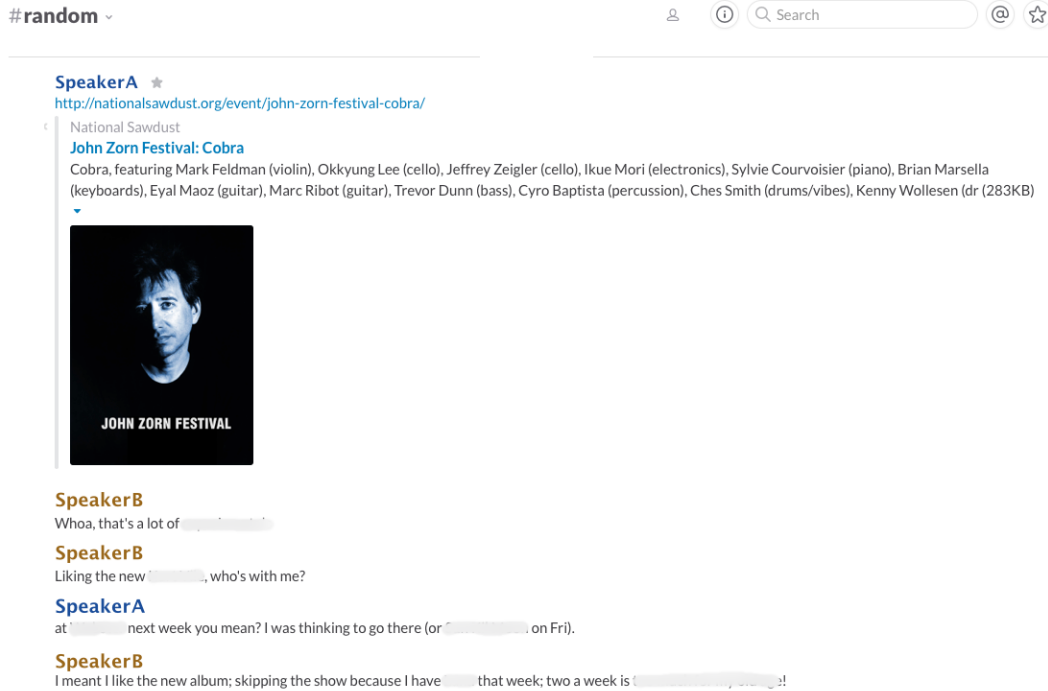 #random
Search
SpeakerA
http://nationalsawdust.org/event/john-zorn-festival-cobra/
National Sawdust
John Zorn Festival: Cobra
Cobra, featuring Mark Feldman (violin), Okkyung Lee (cello), Jeffrey Zeigler (cello), Ikue Mori (electronics), Sylvie Courvoisier (piano), Brian Marsella
(keyboards), Eyal Maoz (guitar), Marc Ribot (guitar), Trevor Dunn (bass), Cyro Baptista (percussion), Ches Smith (drums/vibes), Kenny Wollesen (dr (283KB)
JOHN ZORN FESTIVAL
SpeakerB
Whoa, that's a lot of
SpeakerB
Liking the new , who's with me?
SpeakerA
at next week you mean? I was thinking to go there (or on Fri).
SpeakerB
I meant I like the new album; skipping the show because I have that week; two a week is !